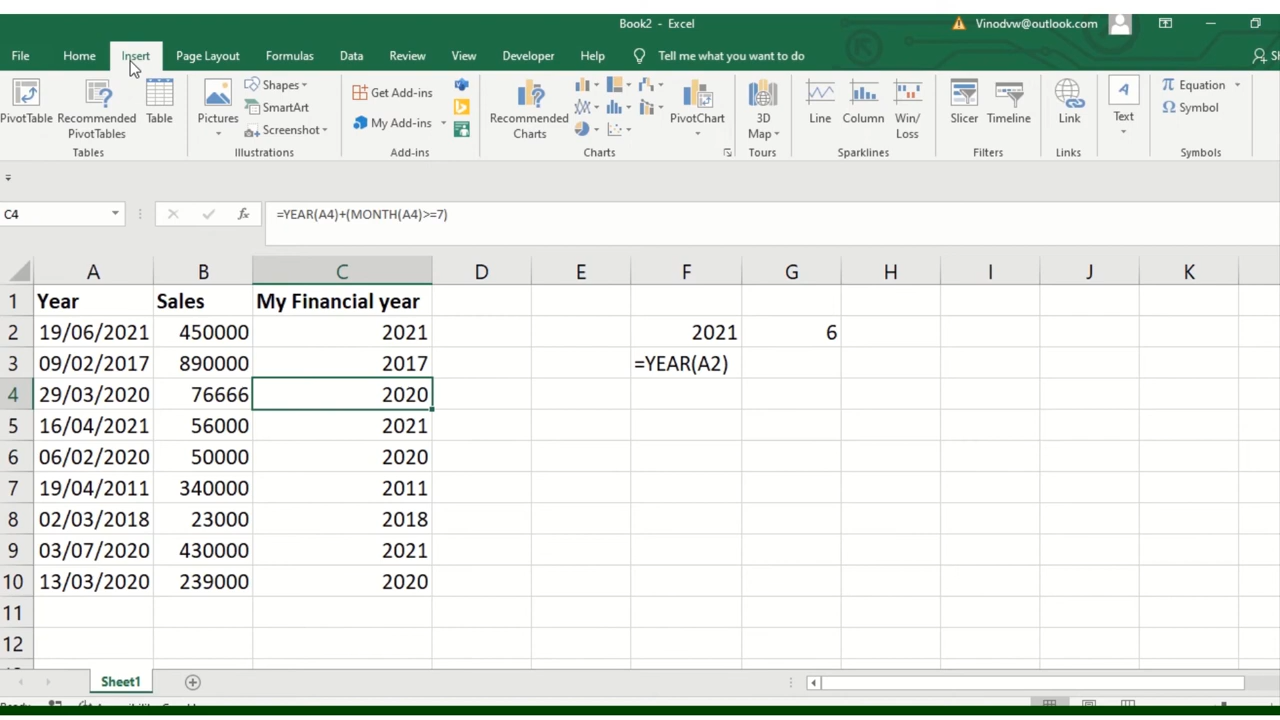 Book2 - Excel
Vinodvw@outlook.com
File Home Insert Page Layout Formulas Data Review View Developer Help Tell me what you want to do
PivotTable
Recommended PivotTables
Table
Tables
Pictures
Shapes
SmartArt
Screenshot
Illustrations
Get Add-ins
My Add-ins
Add-ins
Recommended Charts
PivotChart
Charts
3D Map
Tours
Line
Column
Win/Loss
Sparklines
Slicer
Timeline
Filters
Link
Links
Text
Equation
Symbol
Symbols
C4 fx =YEAR(A4)+(MONTH(A4)>=7)
A B C D E F G H I J K
1 Year Sales My Financial year
2 19/06/2021 450000 2021 2021 6
3 09/02/2017 890000 2017 =YEAR(A2)
4 29/03/2020 76666 2020
5 16/04/2021 56000 2021
6 06/02/2020 50000 2020
7 19/04/2011 340000 2011
8 02/03/2018 23000 2018
9 03/07/2020 430000 2021
10 13/03/2020 239000 2020
11
12
Sheet1